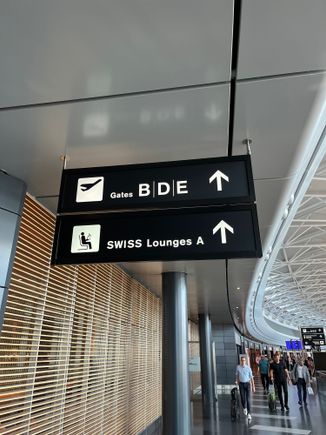 Gates B|D|E
SWISS Lounges A